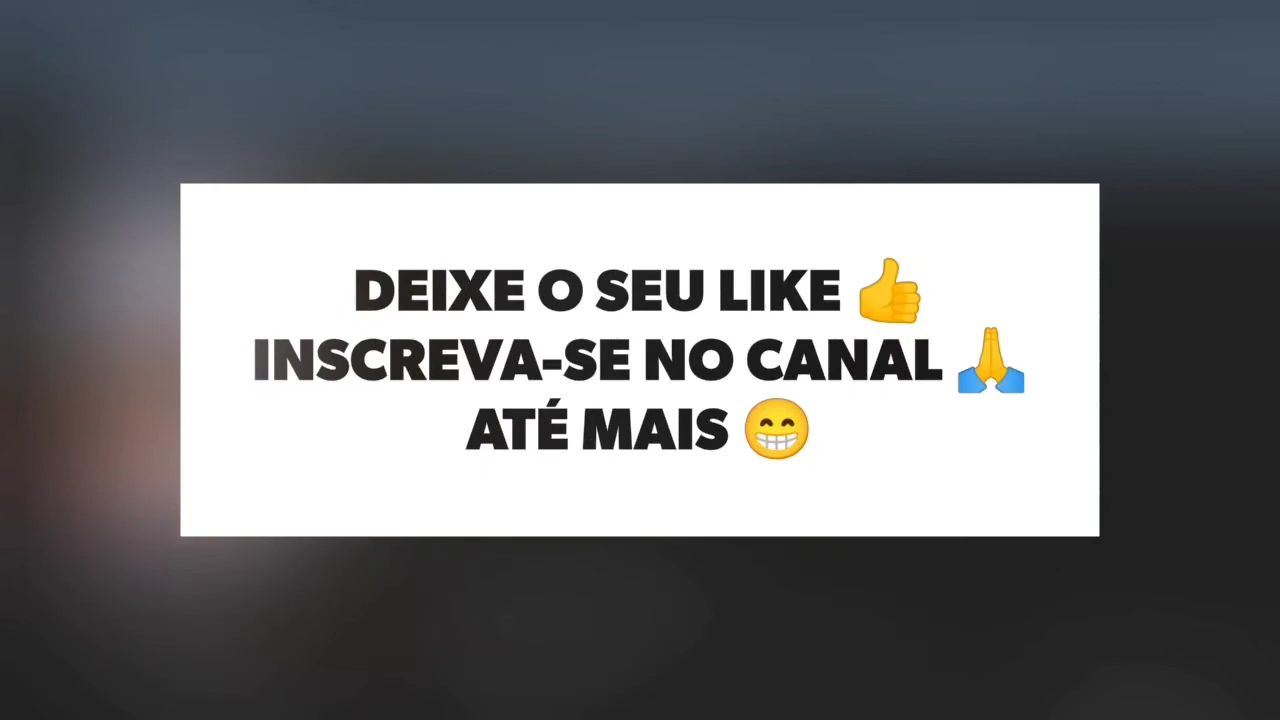 DEIXE O SEU LIKE 👍
INSCREVA-SE NO CANAL 🙏
ATÉ MAIS 😁